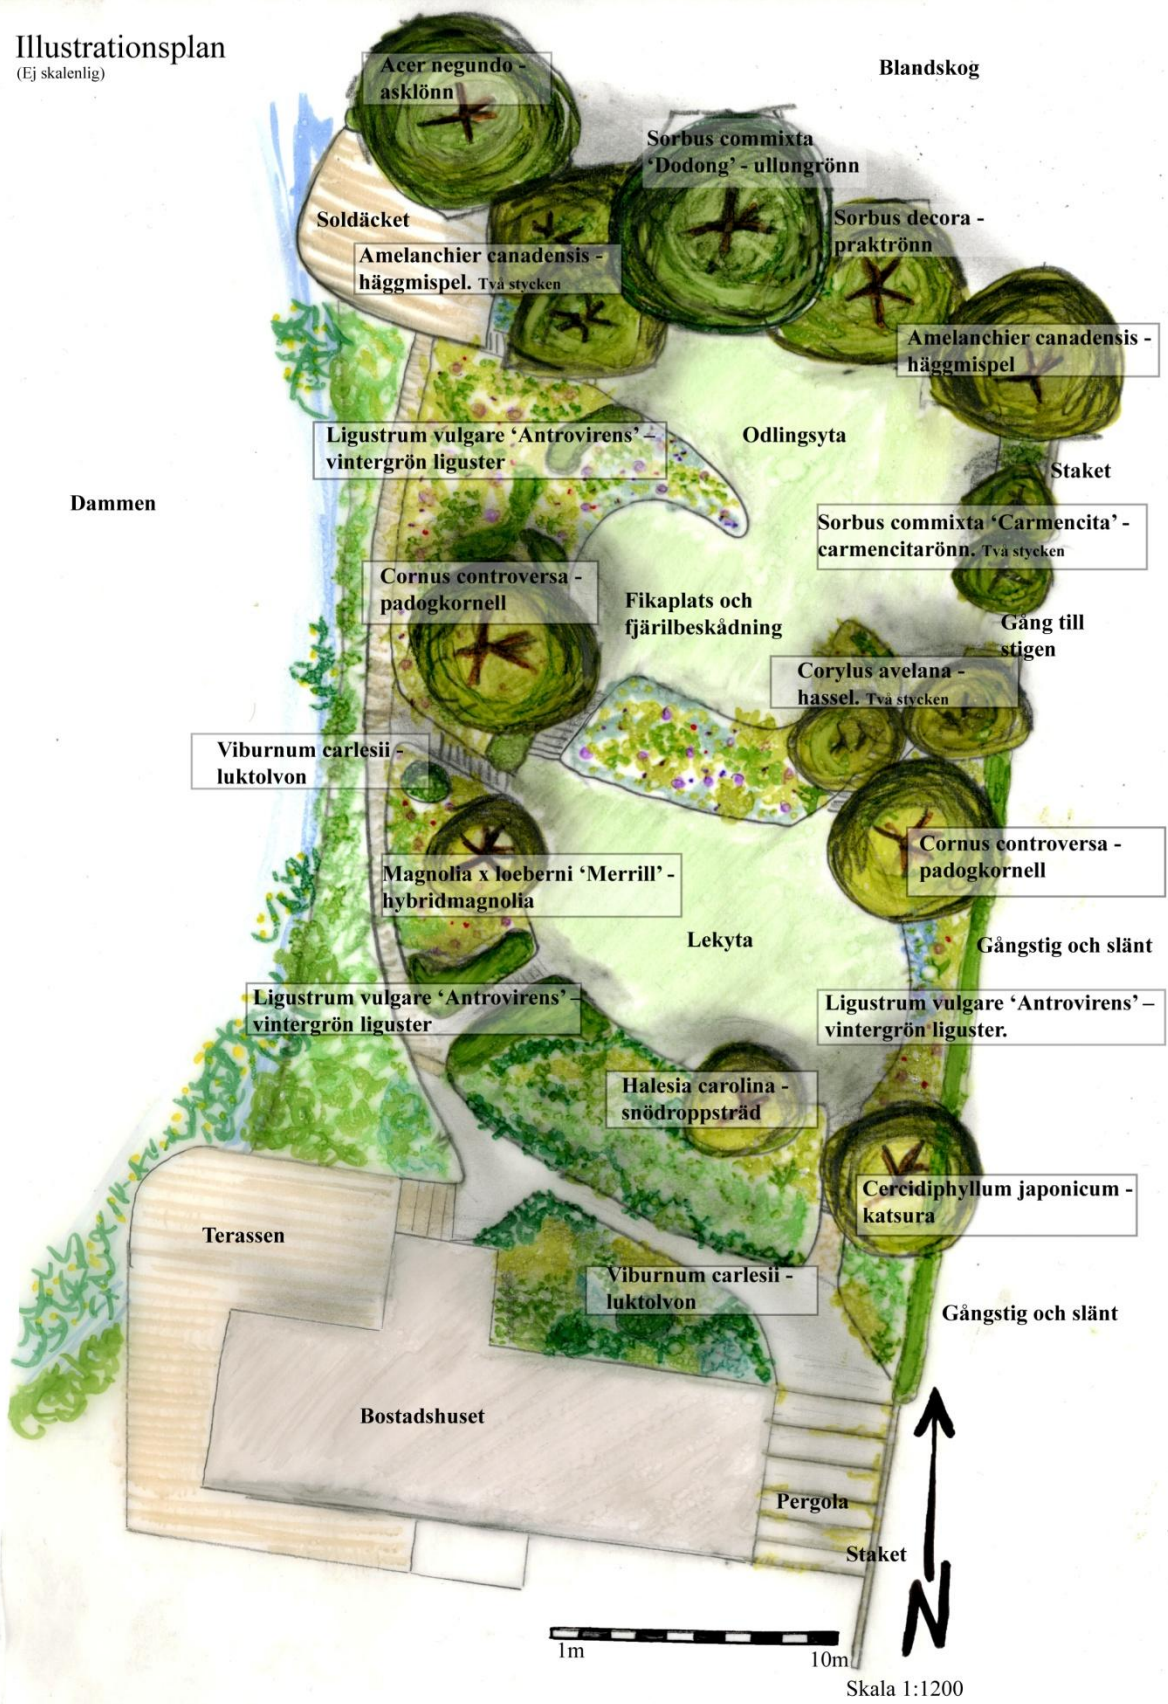 Illustrationsplan
(Ej skalenlig)
Blandskog
Acer negundo -
asklönn
Sorbus commixta
‘Dodong’ - ullungrönn
Soldäcket
Sorbus decora -
praktrönn
Amelanchier canadensis -
häggmispel. Två stycken
Amelanchier canadensis -
häggmispel
Ligustrum vulgare ‘Antrovirens’ –
vintergrön liguster
Odlingsyta
Staket
Dammen
Sorbus commixta ‘Carmencita’ -
carmencitarönn. Två stycken
Cornus controversa -
padogkornell
Fikaplats och
fjärilbeskådning
Gång till
stigen
Corylus avelana -
hassel. Två stycken
Viburnum carlesii -
luktolvon
Cornus controversa -
padogkornell
Magnolia x loeberni ‘Merrill’ -
hybridmagnolia
Lekyta
Gångstig och slänt
Ligustrum vulgare ‘Antrovirens’ –
vintergrön liguster
Ligustrum vulgare ‘Antrovirens’ –
vintergrön liguster.
Halesia carolina -
snödroppsträd
Cercidiphyllum japonicum -
katsura
Terassen
Viburnum carlesii -
luktolvon
Gångstig och slänt
Bostadshuset
Pergola
Staket
N
1m
10m
Skala 1:1200